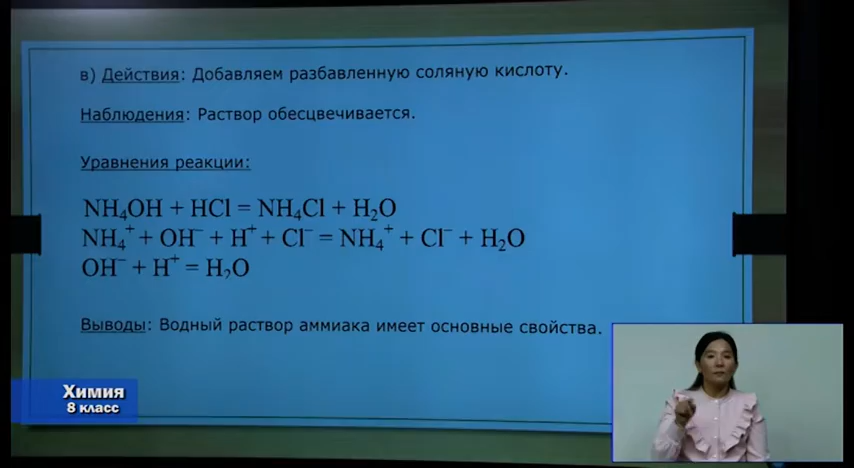 в) Действия: Добавляем разбавленную соляную кислоту.
Наблюдения: Раствор обесцвечивается.
Уравнения реакции:
NH₄OH + HCl = NH₄Cl + H₂O
NH₄⁺ + OH⁻ + H⁺ + Cl⁻ = NH₄⁺ + Cl⁻ + H₂O
OH⁻ + H⁺ = H₂O
Выводы: Водный раствор аммиака имеет основные свойства.
Химия
8 класс